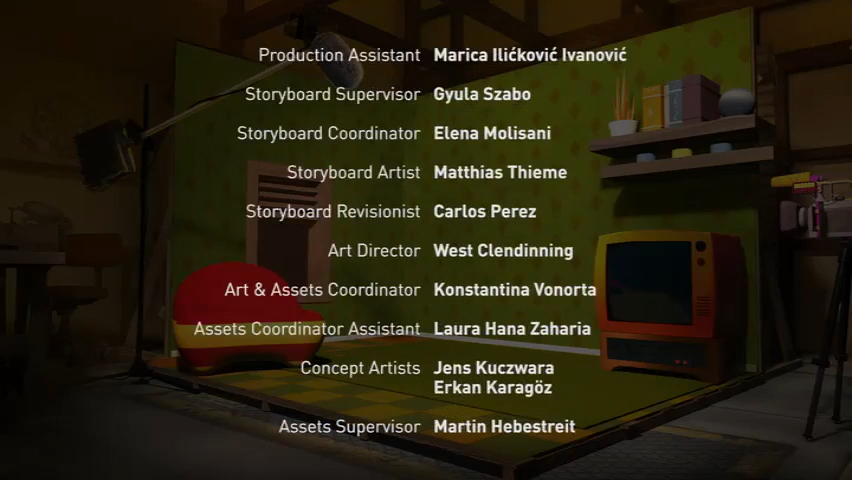 Production Assistant Marica Ilićković Ivanović
Storyboard Supervisor Gyula Szabo
Storyboard Coordinator Elena Molisani
Storyboard Artist Matthias Thieme
Storyboard Revisionist Carlos Perez
Art Director West Clendinning
Art & Assets Coordinator Konstantina Vonorta
Assets Coordinator Assistant Laura Hana Zaharia
Concept Artists Jens Kuczwara
Erkan Karagöz
Assets Supervisor Martin Hebestreit